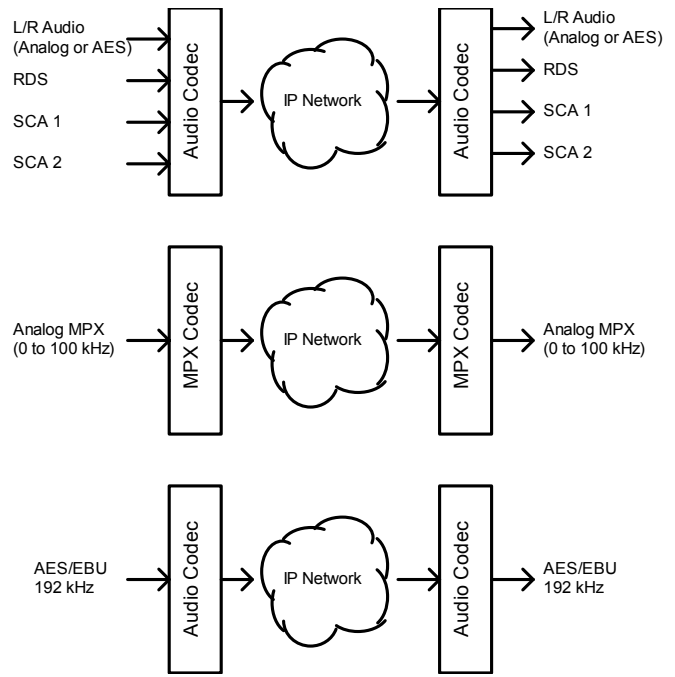 L/R Audio
(Analog or AES)
RDS
SCA 1
SCA 2
Audio Codec
IP Network
Audio Codec
L/R Audio
(Analog or AES)
RDS
SCA 1
SCA 2
Analog MPX
(0 to 100 kHz)
MPX Codec
IP Network
MPX Codec
Analog MPX
(0 to 100 kHz)
AES/EBU
192 kHz
Audio Codec
IP Network
Audio Codec
AES/EBU
192 kHz